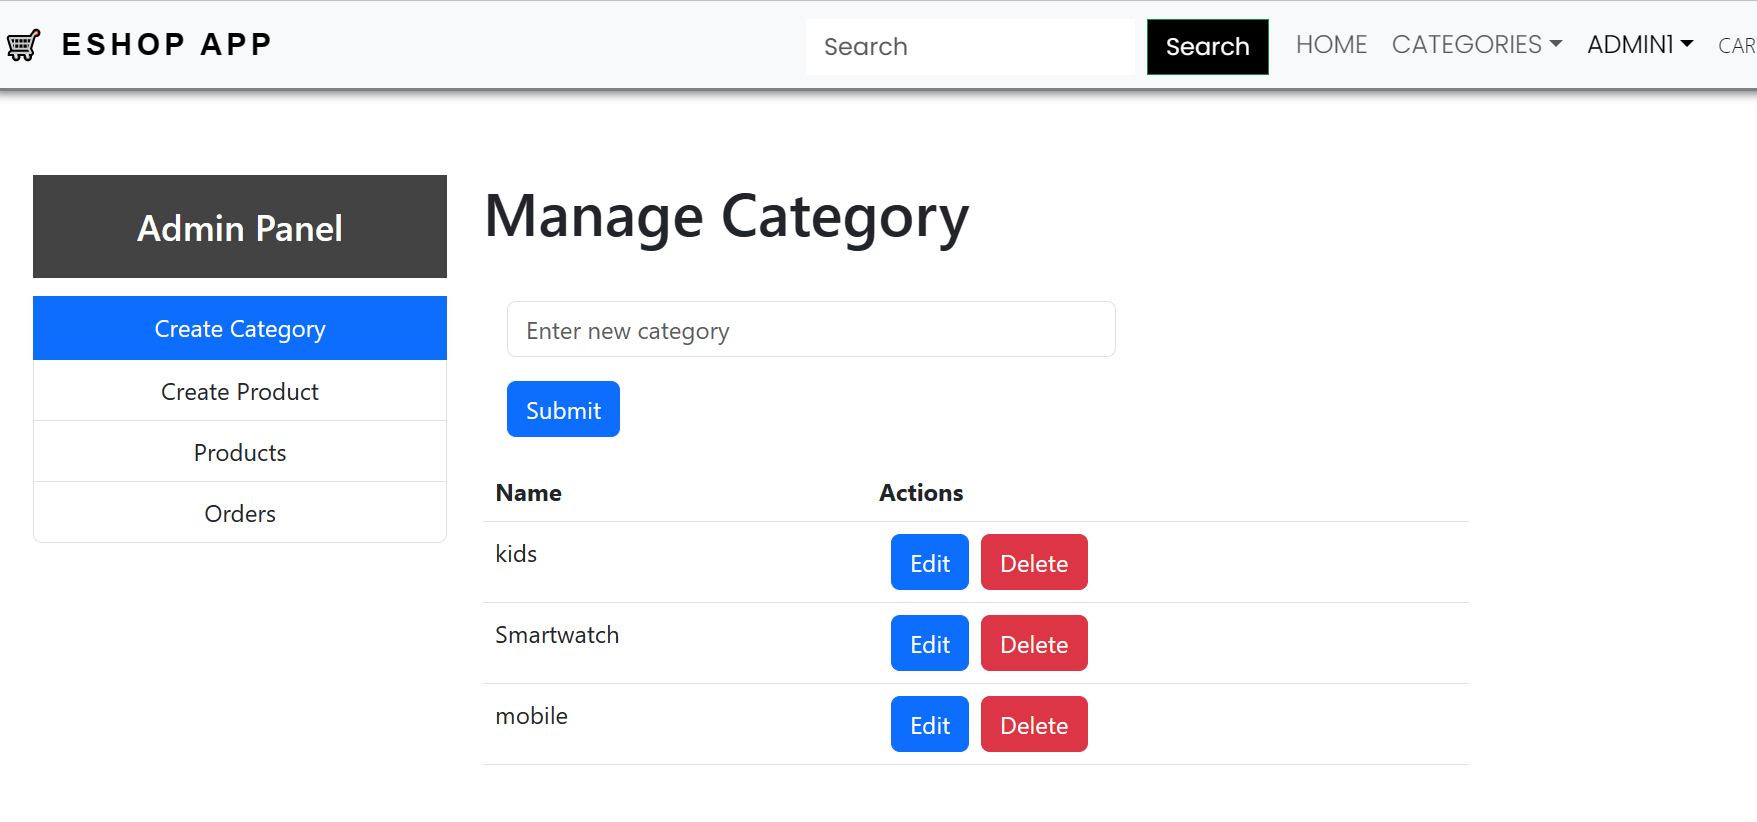 ESHOP APP
Search Search HOME CATEGORIES ADMIN1 CAR
Admin Panel
Create Category
Create Product
Products
Orders
Manage Category
Enter new category
Submit
Name Actions
kids Edit Delete
Smartwatch Edit Delete
mobile Edit Delete